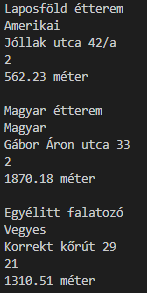 Laposföld étterem
Amerikai
Jóllak utca 42/a
2
562.23 méter
Magyar étterem
Magyar
Gábor Áron utca 33
2
1870.18 méter
Egyélitt falatozó
Vegyes
Korrekt kőrút 29
21
1310.51 méter